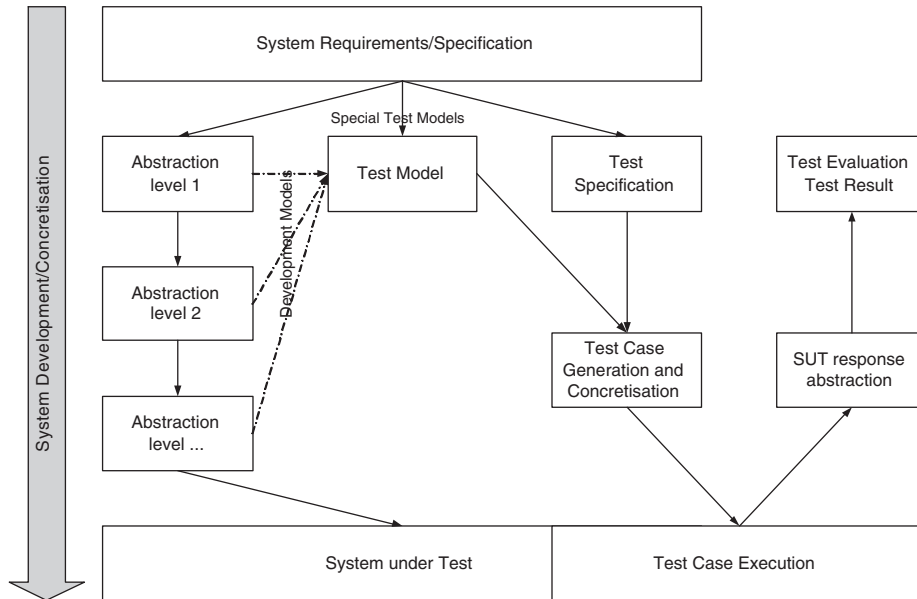 System Requirements/Specification
System Development/Concretisation
Special Test Models
Abstraction
level 1
Test Model
Test
Specification
Test Evaluation
Test Result
Development Models
Abstraction
level 2
Test Case
Generation and
Concretisation
SUT response
abstraction
Abstraction
level ...
System under Test
Test Case Execution